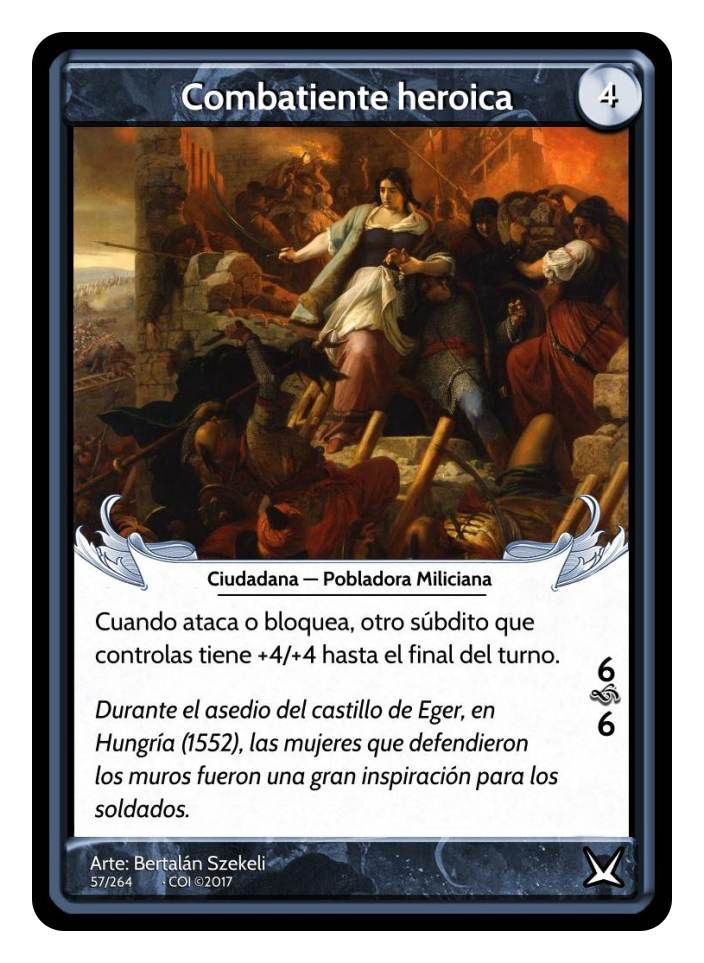 Combatiente heroica
4
Ciudadana — Pobladora Miliciana
Cuando ataca o bloquea, otro súbdito que
controlas tiene +4/+4 hasta el final del turno.
6
6
Durante el asedio del castillo de Eger, en
Hungría (1552), las mujeres que defendieron
los muros fueron una gran inspiración para los
soldados.
Arte: Bertalán Szekeli
57/264 · COI ©2017